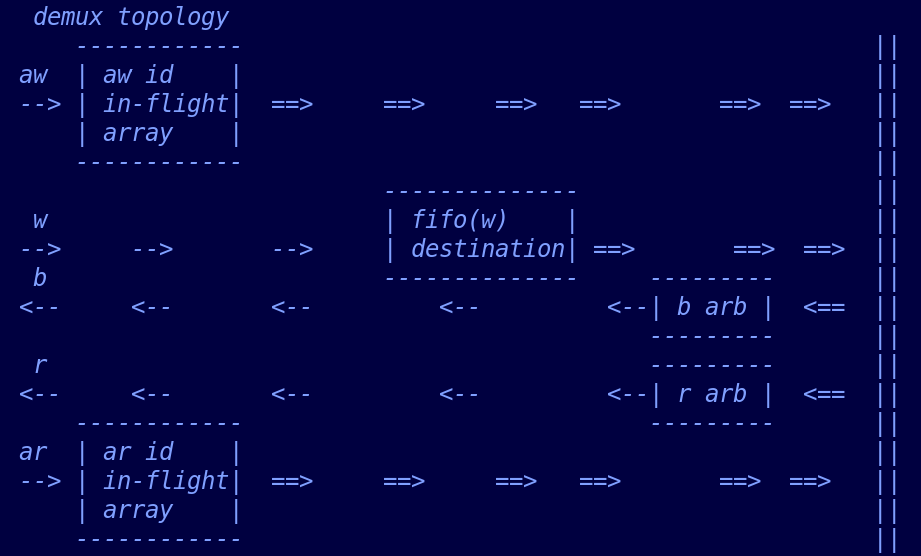 demux topology
    ------------                                             ||
aw  | aw id    |                                             ||
--> | in-flight|  ==>     ==>     ==>   ==>       ==>  ==>   ||
    | array    |                                             ||
    ------------                                             ||
                          --------------                     ||
 w                        | fifo(w)    |                     ||
-->     -->       -->     | destination| ==>       ==>  ==>  ||
 b                        --------------     ---------       ||
<--     <--       <--         <--         <--| b arb |  <==  ||
                                             ---------       ||
 r                                           ---------       ||
<--     <--       <--         <--         <--| r arb |  <==  ||
    ------------                             ---------       ||
ar  | ar id    |                                             ||
--> | in-flight|  ==>     ==>     ==>   ==>       ==>  ==>   ||
    | array    |                                             ||
    ------------                                             ||